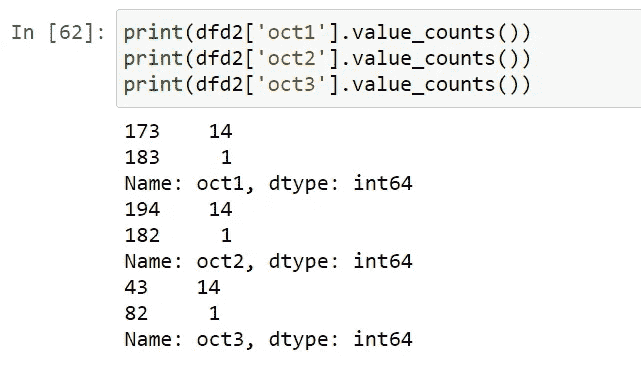 In [62]: print(dfd2['oct1'].value_counts())
print(dfd2['oct2'].value_counts())
print(dfd2['oct3'].value_counts())
173    14
183     1
Name: oct1, dtype: int64
194    14
182     1
Name: oct2, dtype: int64
43    14
82     1
Name: oct3, dtype: int64